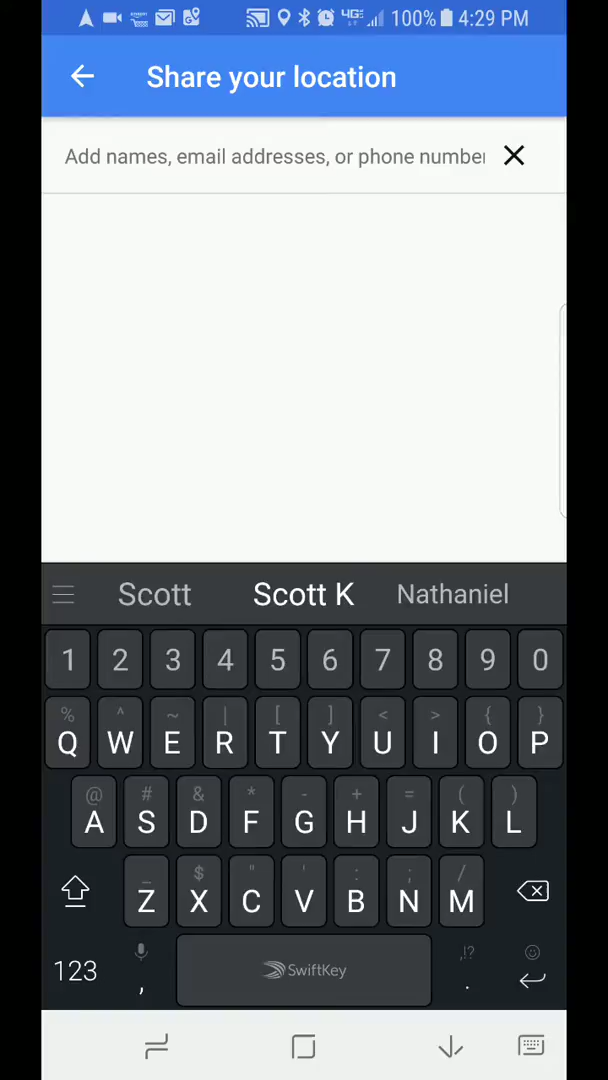 4G 100% 4:29 PM
Share your location
Add names, email addresses, or phone number
Scott Scott K Nathaniel
1 2 3 4 5 6 7 8 9 0
% ^ ~ | [ ] < > { }
Q W E R T Y U I O P
@ # & * - + = ( )
A S D F G H J K L
_ $ " ' : ; /
Z X C V B N M
123 , SwiftKey ,!? .